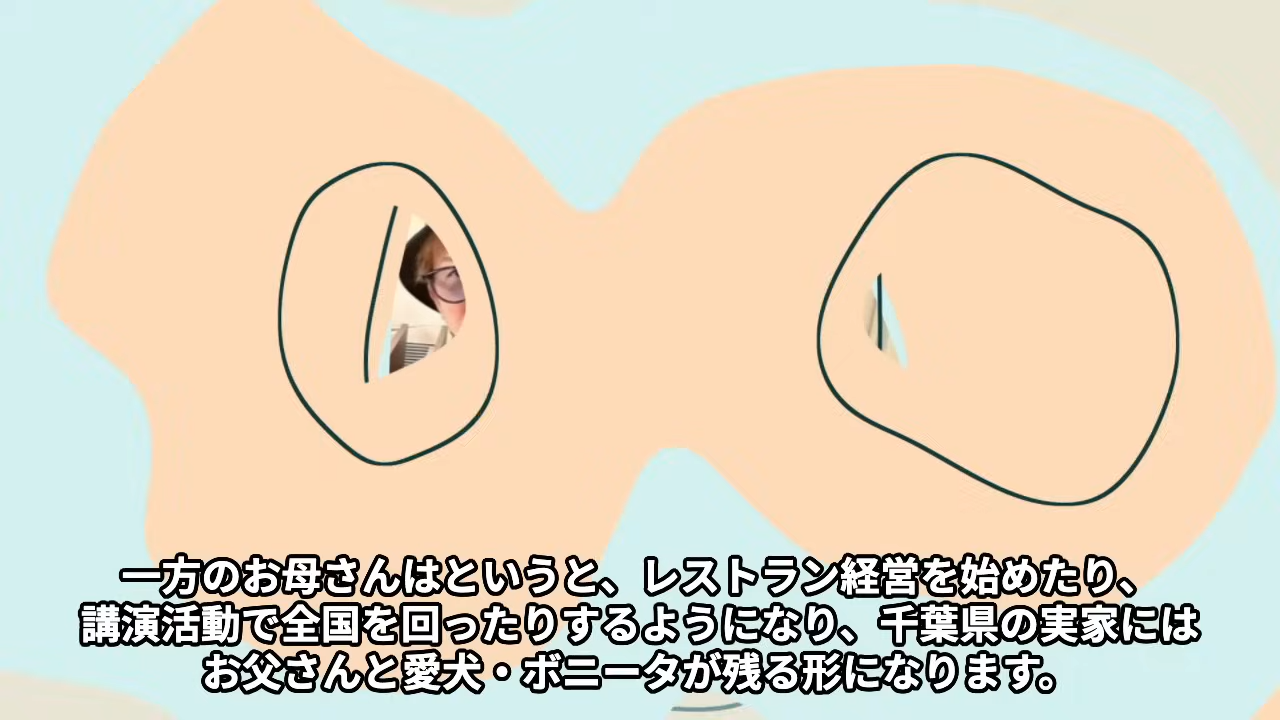 一方のお母さんはというと、レストラン経営を始めたり、
講演活動で全国を回ったりするようになり、千葉県の実家には
お父さんと愛犬・ボニータが残る形になります。